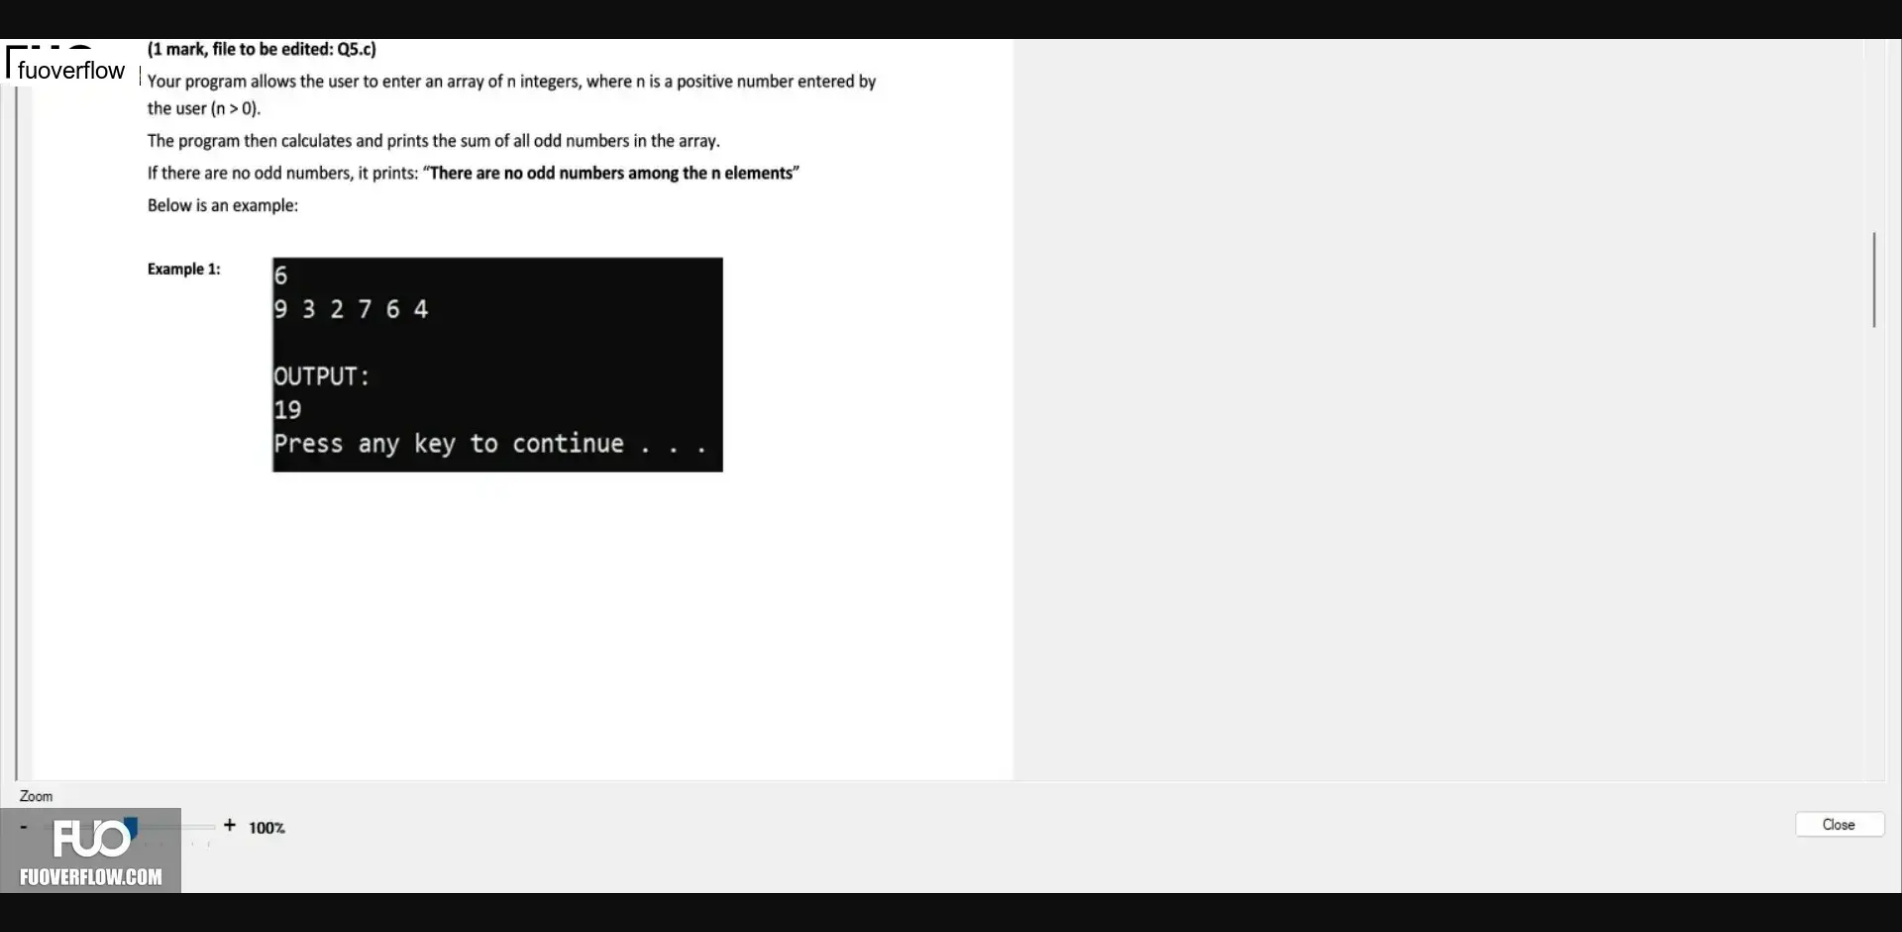 (1 mark, file to be edited: Q5.c)
fuoverflow
Your program allows the user to enter an array of n integers, where n is a positive number entered by
the user (n > 0).
The program then calculates and prints the sum of all odd numbers in the array.
If there are no odd numbers, it prints: “There are no odd numbers among the n elements”
Below is an example:
Example 1:
6
9 3 2 7 6 4
OUTPUT:
19
Press any key to continue . . .
Zoom
- + 100%
Close
FUO
FUOVERFLOW.COM